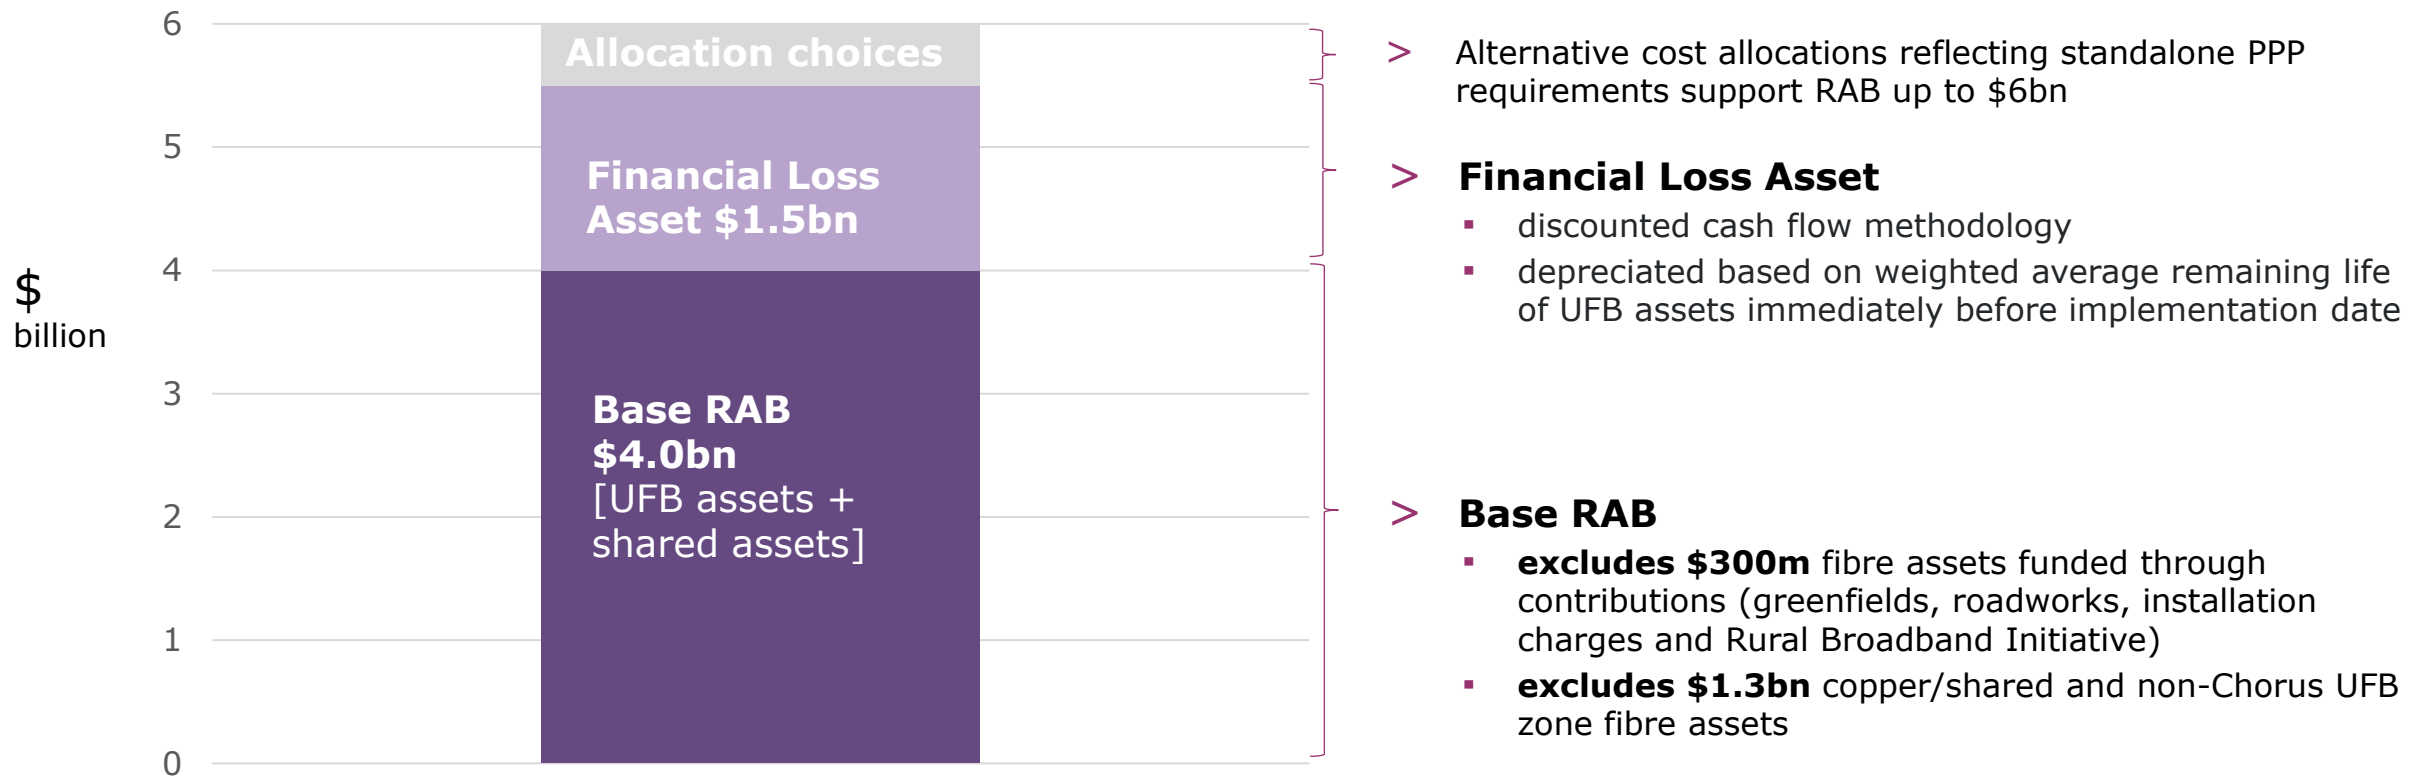 6
5
4
3
2
1
0
$
billion
Allocation choices
Financial Loss
Asset $1.5bn
Base RAB
$4.0bn
[UFB assets +
shared assets]
> Alternative cost allocations reflecting standalone PPP
requirements support RAB up to $6bn
> Financial Loss Asset
▪ discounted cash flow methodology
▪ depreciated based on weighted average remaining life
of UFB assets immediately before implementation date
> Base RAB
▪ excludes $300m fibre assets funded through
contributions (greenfields, roadworks, installation
charges and Rural Broadband Initiative)
▪ excludes $1.3bn copper/shared and non-Chorus UFB
zone fibre assets